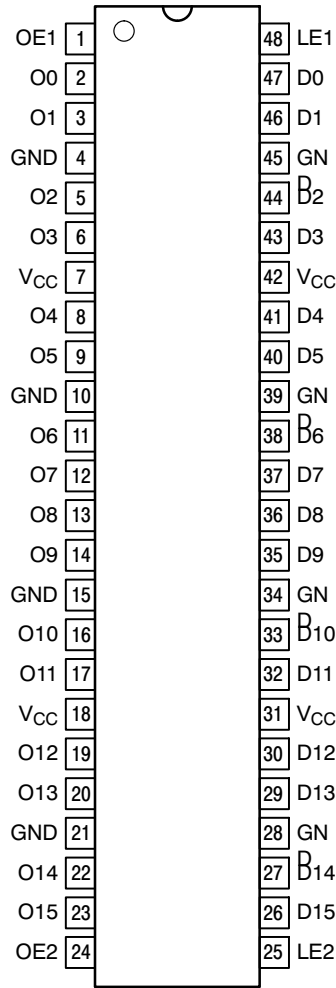 OE1 1 48 LE1
O0 2 47 D0
O1 3 46 D1
GND 4 45 GN
D
O2 5 44 D2
O3 6 43 D3
VCC 7 42 VCC
O4 8 41 D4
O5 9 40 D5
GND 10 39 GN
D
O6 11 38 D6
O7 12 37 D7
O8 13 36 D8
O9 14 35 D9
GND 15 34 GN
D
O10 16 33 D10
O11 17 32 D11
VCC 18 31 VCC
O12 19 30 D12
O13 20 29 D13
GND 21 28 GN
D
O14 22 27 D14
O15 23 26 D15
OE2 24 25 LE2